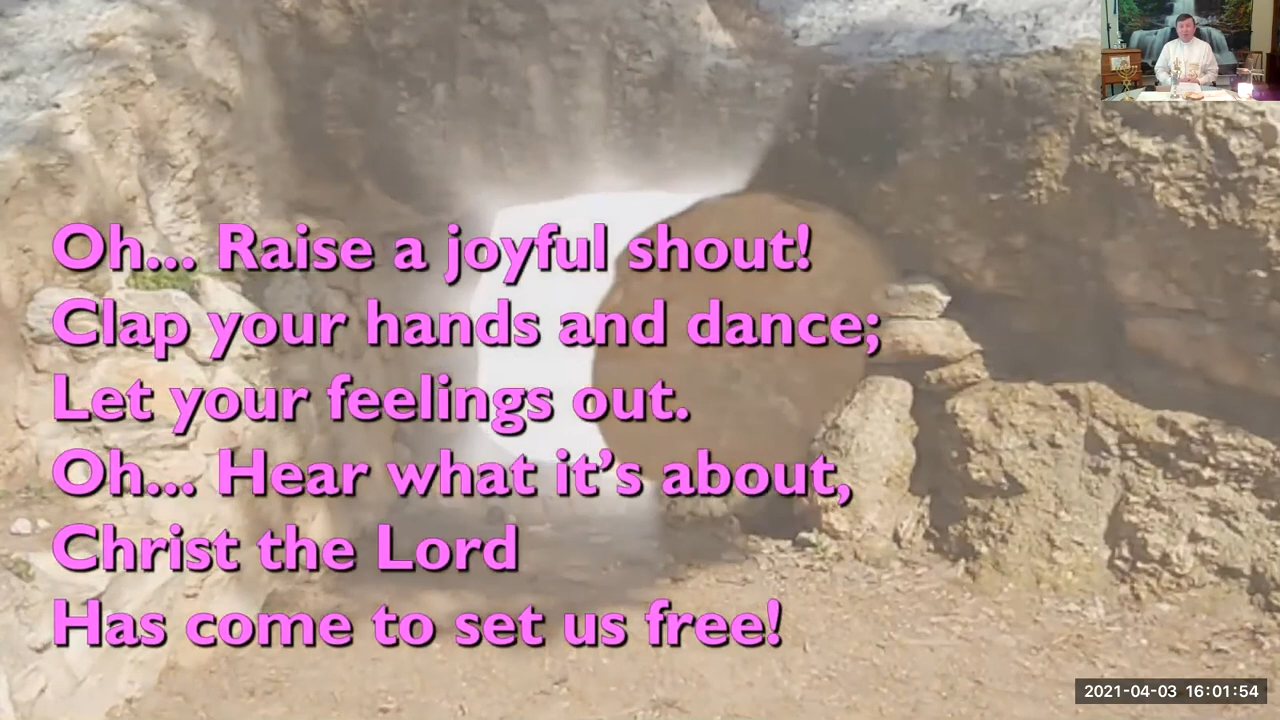 Oh... Raise a joyful shout!
Clap your hands and dance;
Let your feelings out.
Oh... Hear what it’s about,
Christ the Lord
Has come to set us free!
2021-04-03 16:01:54